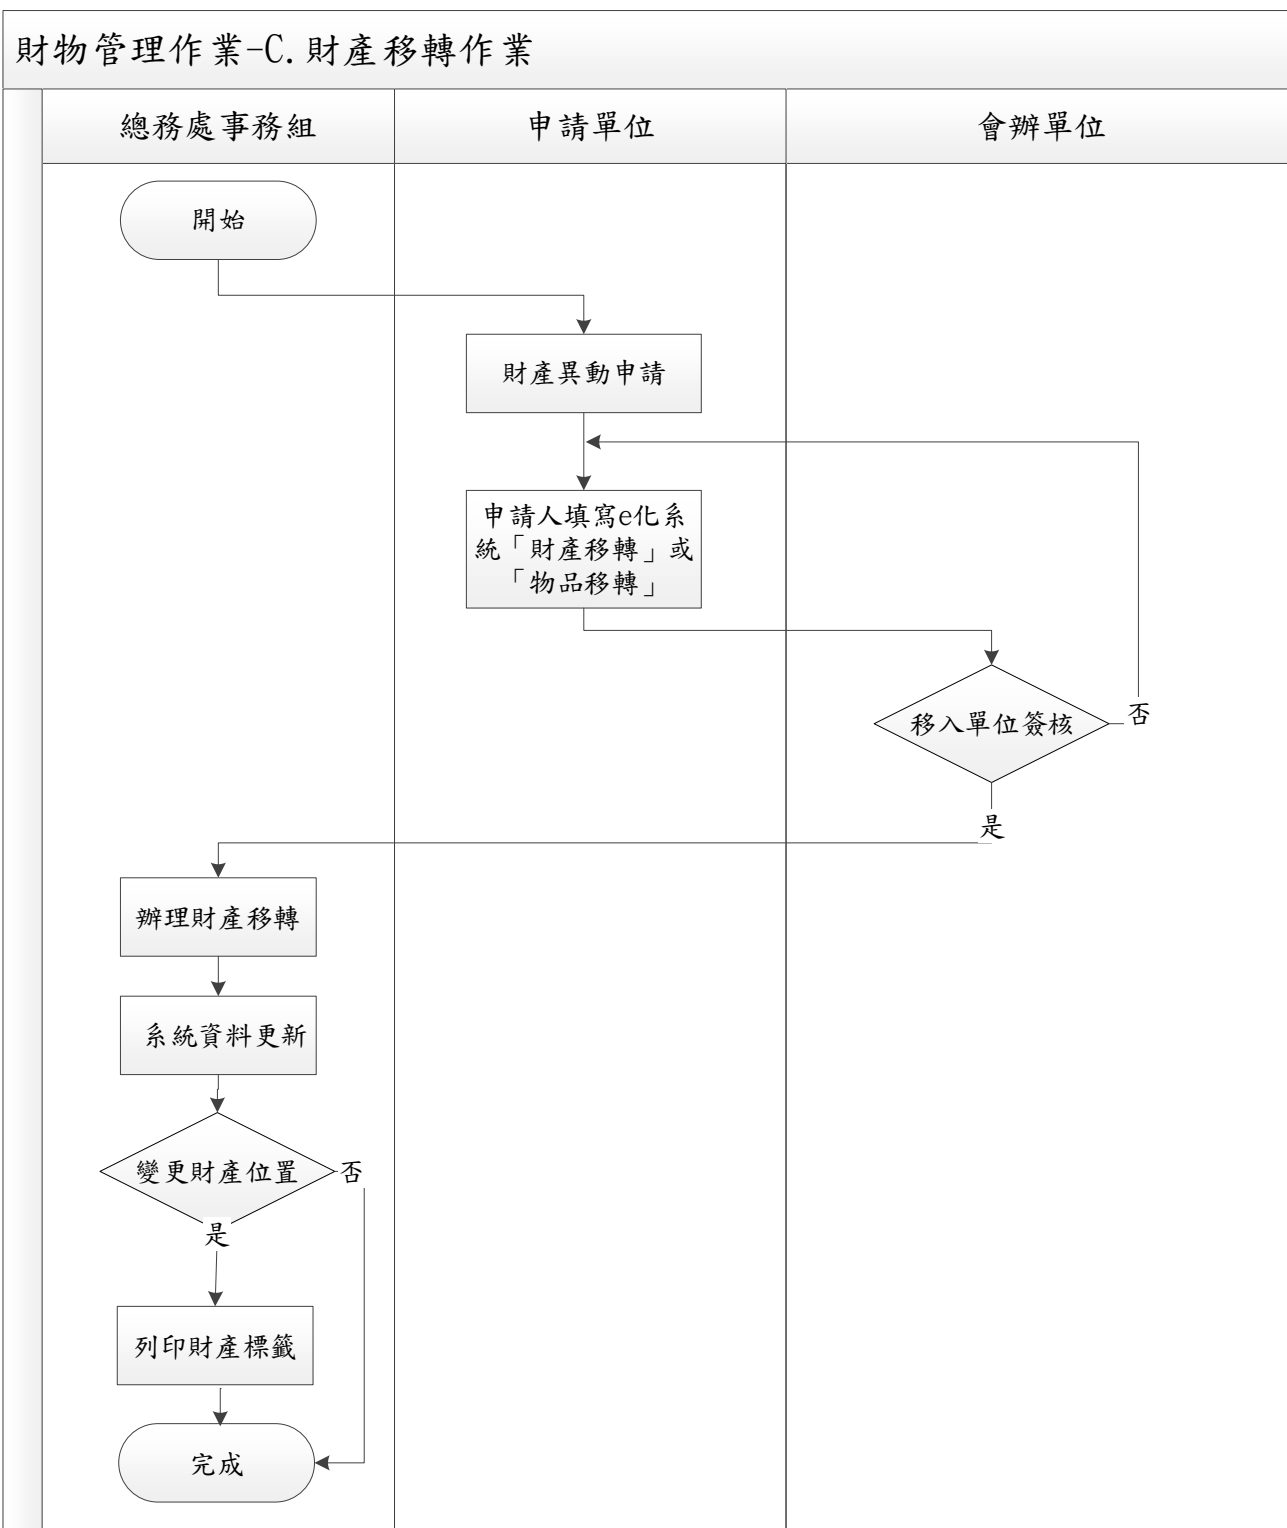 財物管理作業-C.財產移轉作業
總務處事務組
申請單位
會辦單位
開始
財產異動申請
申請人填寫e化系
統「財產移轉」或
「物品移轉」
移入單位簽核
否
是
辦理財產移轉
系統資料更新
變更財產位置
否
是
列印財產標籤
完成